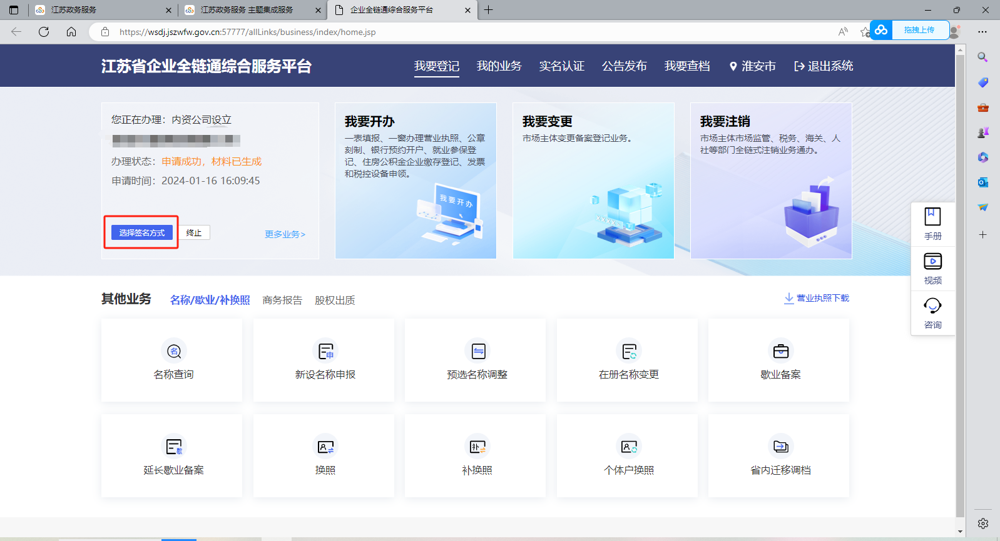 江苏政务服务
江苏政务服务 主题集成服务
企业全链通综合服务平台
https://wsdj.jszwfw.gov.cn:57777/allLinks/business/index/home.jsp
拖拽上传
江苏省企业全链通综合服务平台
我要登记
我的业务
实名认证
公告发布
我要查档
淮安市
退出系统
您正在办理：内资公司设立
办理状态：申请成功，材料已生成
申请时间：2024-01-16 16:09:45
选择签名方式
终止
更多业务>
我要开办
一表填报、一窗办理营业执照、公章
刻制、银行预约开户、就业参保登
记、住房公积金企业缴存登记、发票
和税控设备申领。
我要开办
我要变更
市场主体变更备案登记业务。
XXXX
我要注销
市场主体市场监管、税务、海关、人
社等部门全链式注销业务通办。
手册
视频
咨询
其他业务
名称/歇业/补换照
商务报告
股权出质
营业执照下载
名
名称查询
申
新设名称申报
预选名称调整
在册名称变更
歇业备案
歇
延长歇业备案
换照
补
补换照
个体户换照
省内迁移调档